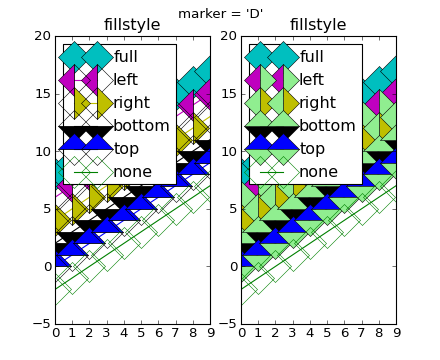 marker = 'D'
fillstyle
20
15
10
5
0
−5
0 1 2 3 4 5 6 7 8 9
full
left
right
bottom
top
none
fillstyle
20
15
10
5
0
−5
0 1 2 3 4 5 6 7 8 9
full
left
right
bottom
top
none